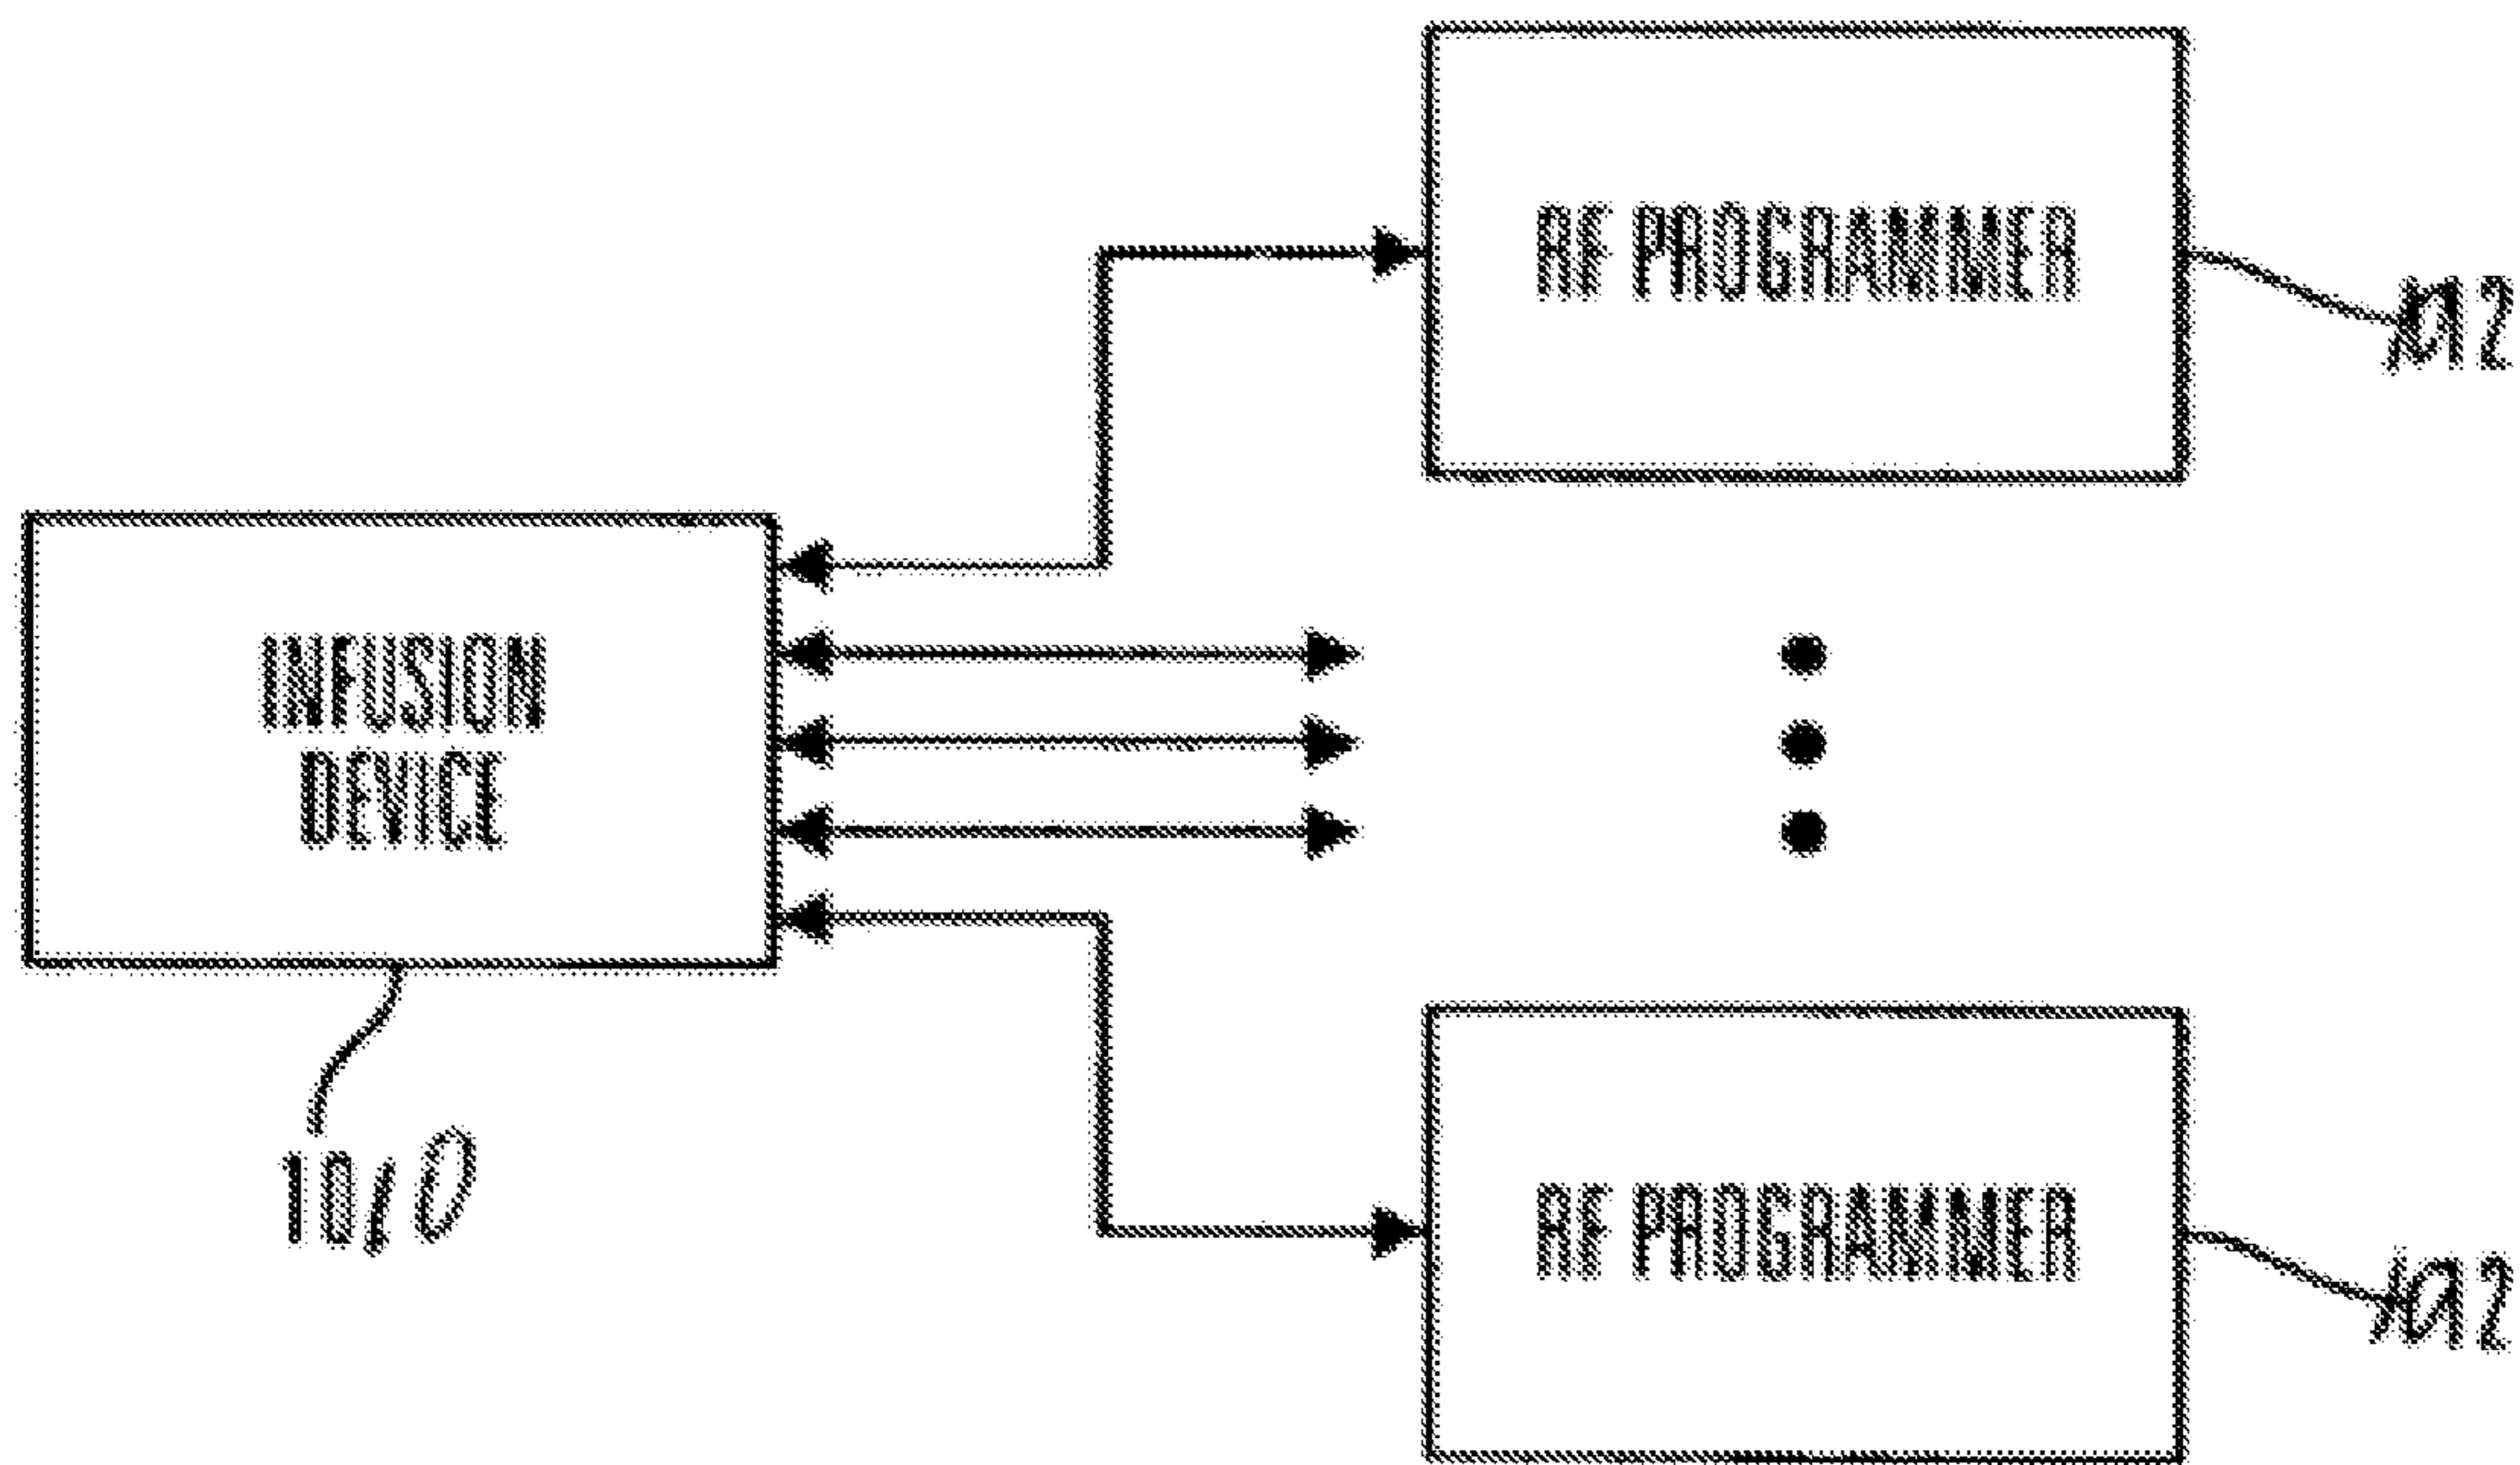 RF PROGRAMMER
INFUSION
DEVICE
10
RF PROGRAMMER